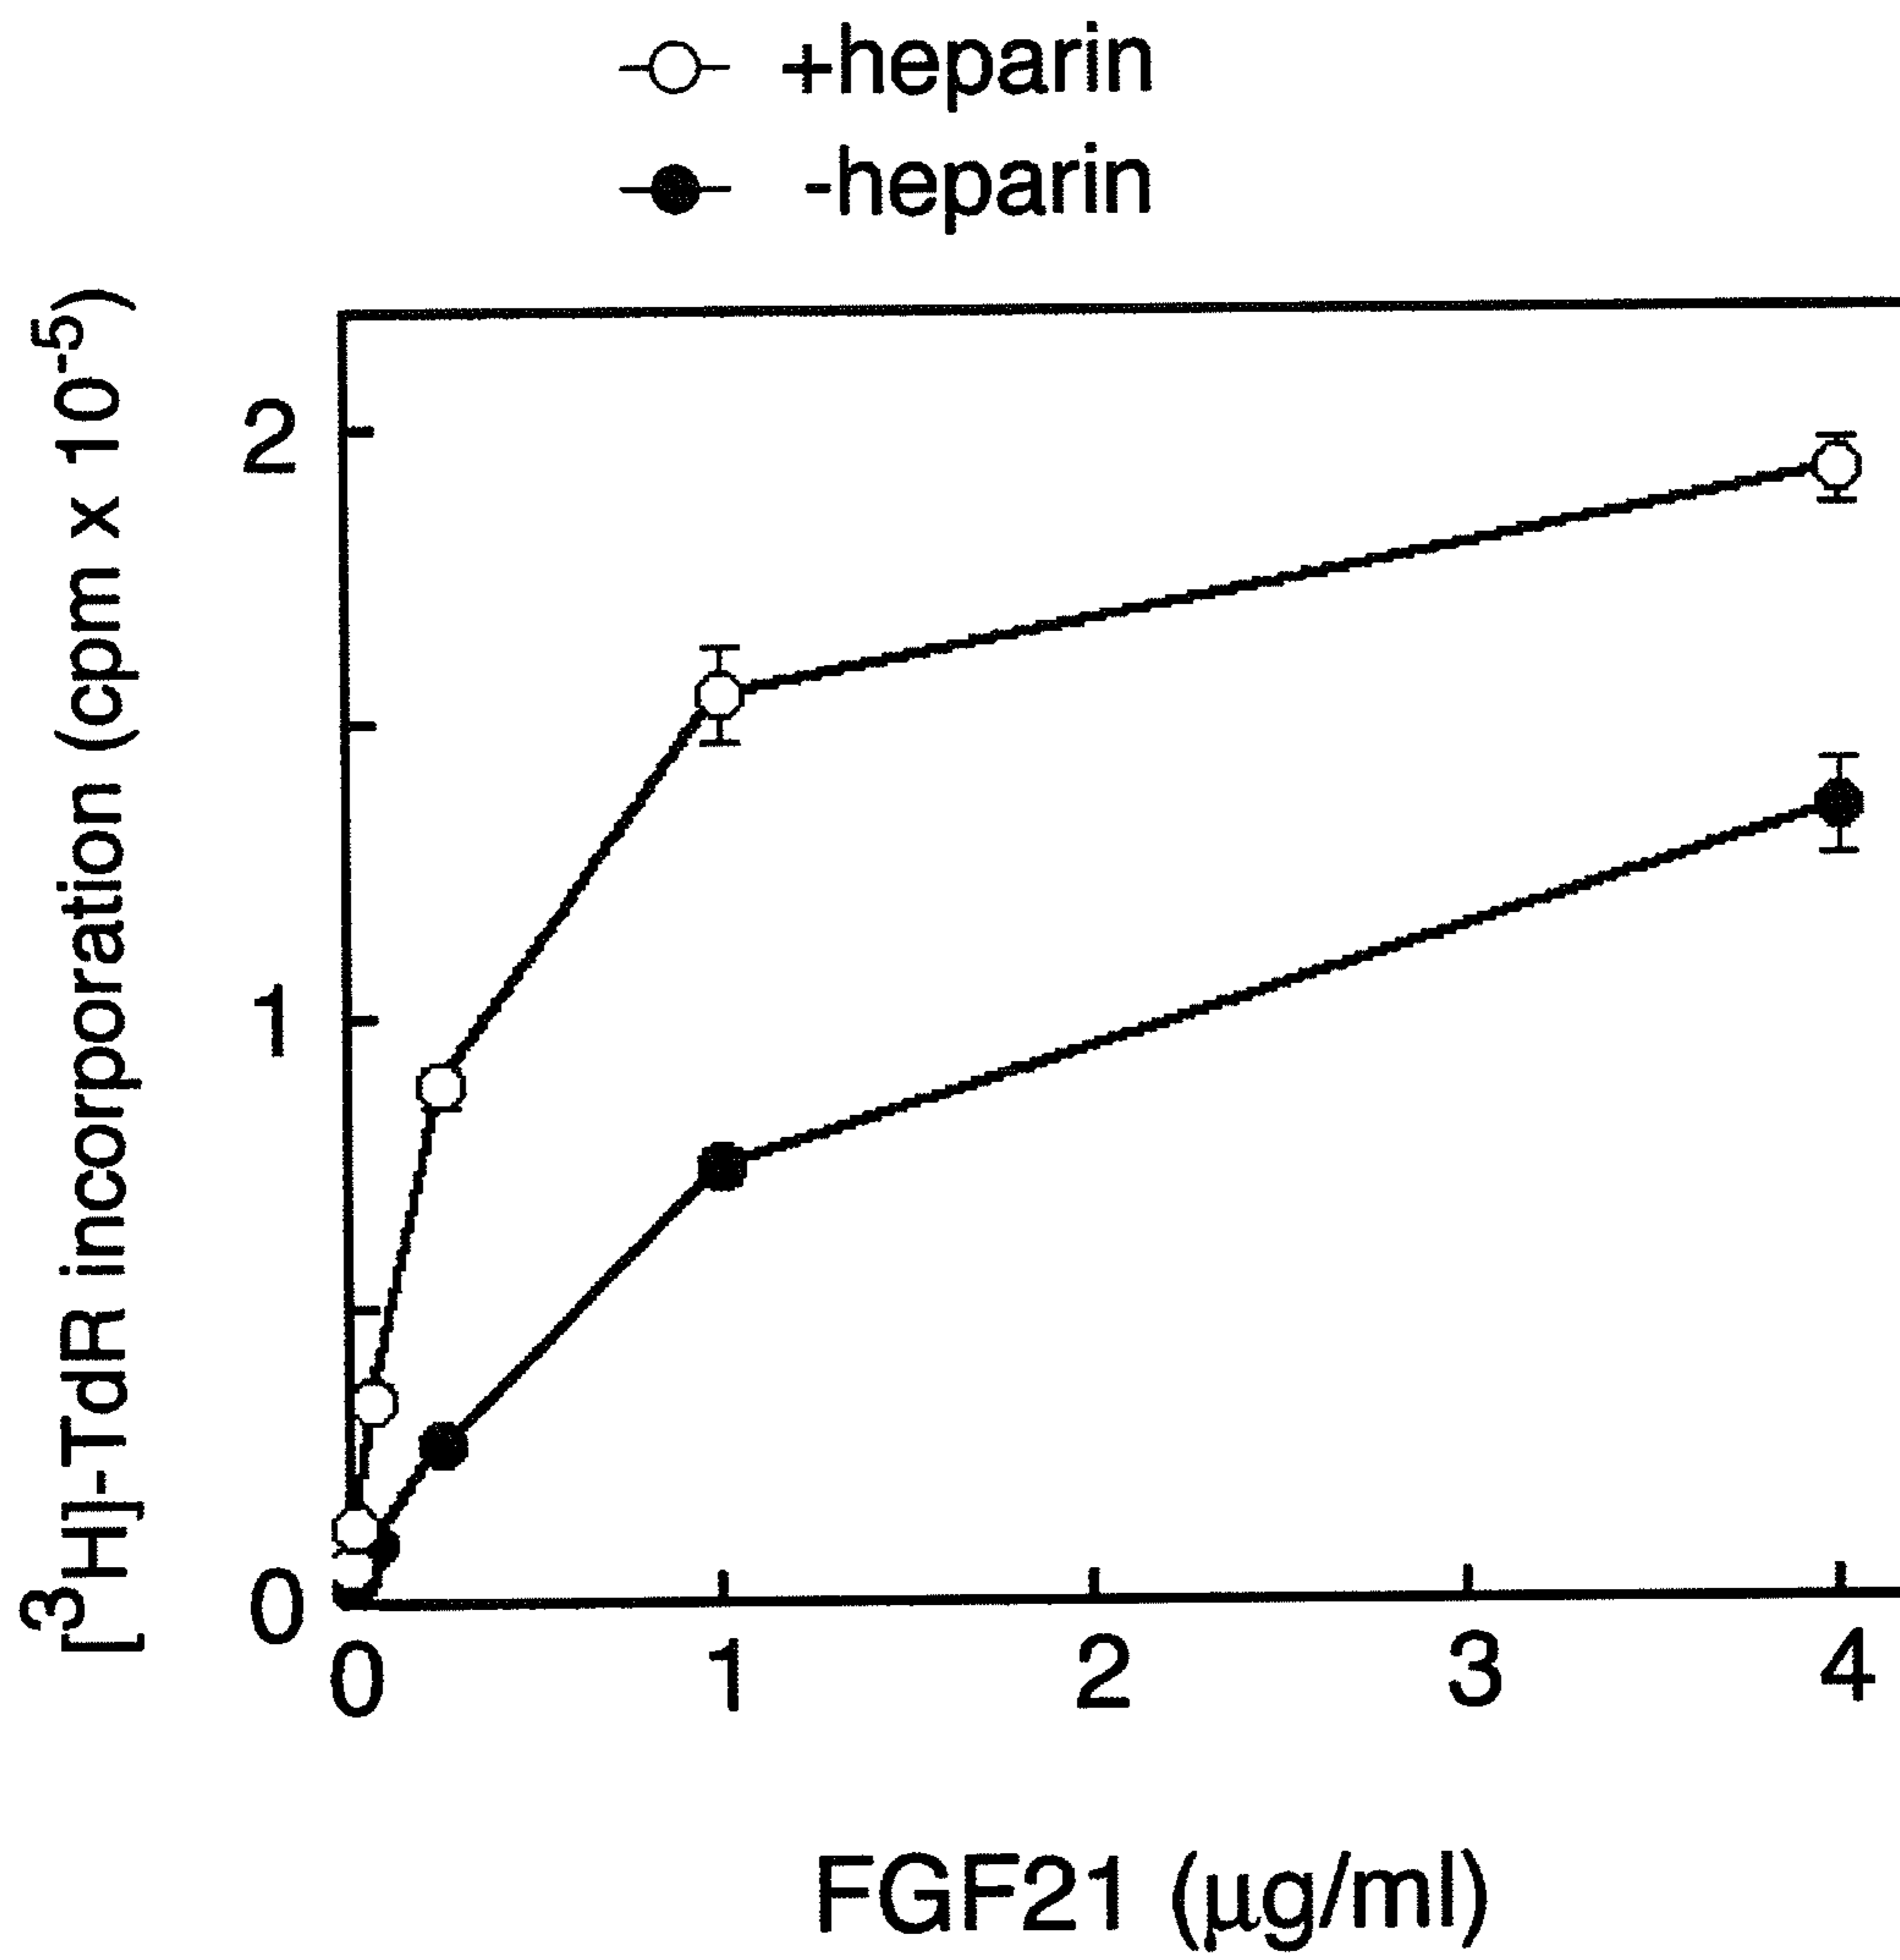 +heparin
-heparin
[³H]-TdR incorporation (cpm x 10⁻⁵)
2
1
0
0 1 2 3 4
FGF21 (µg/ml)